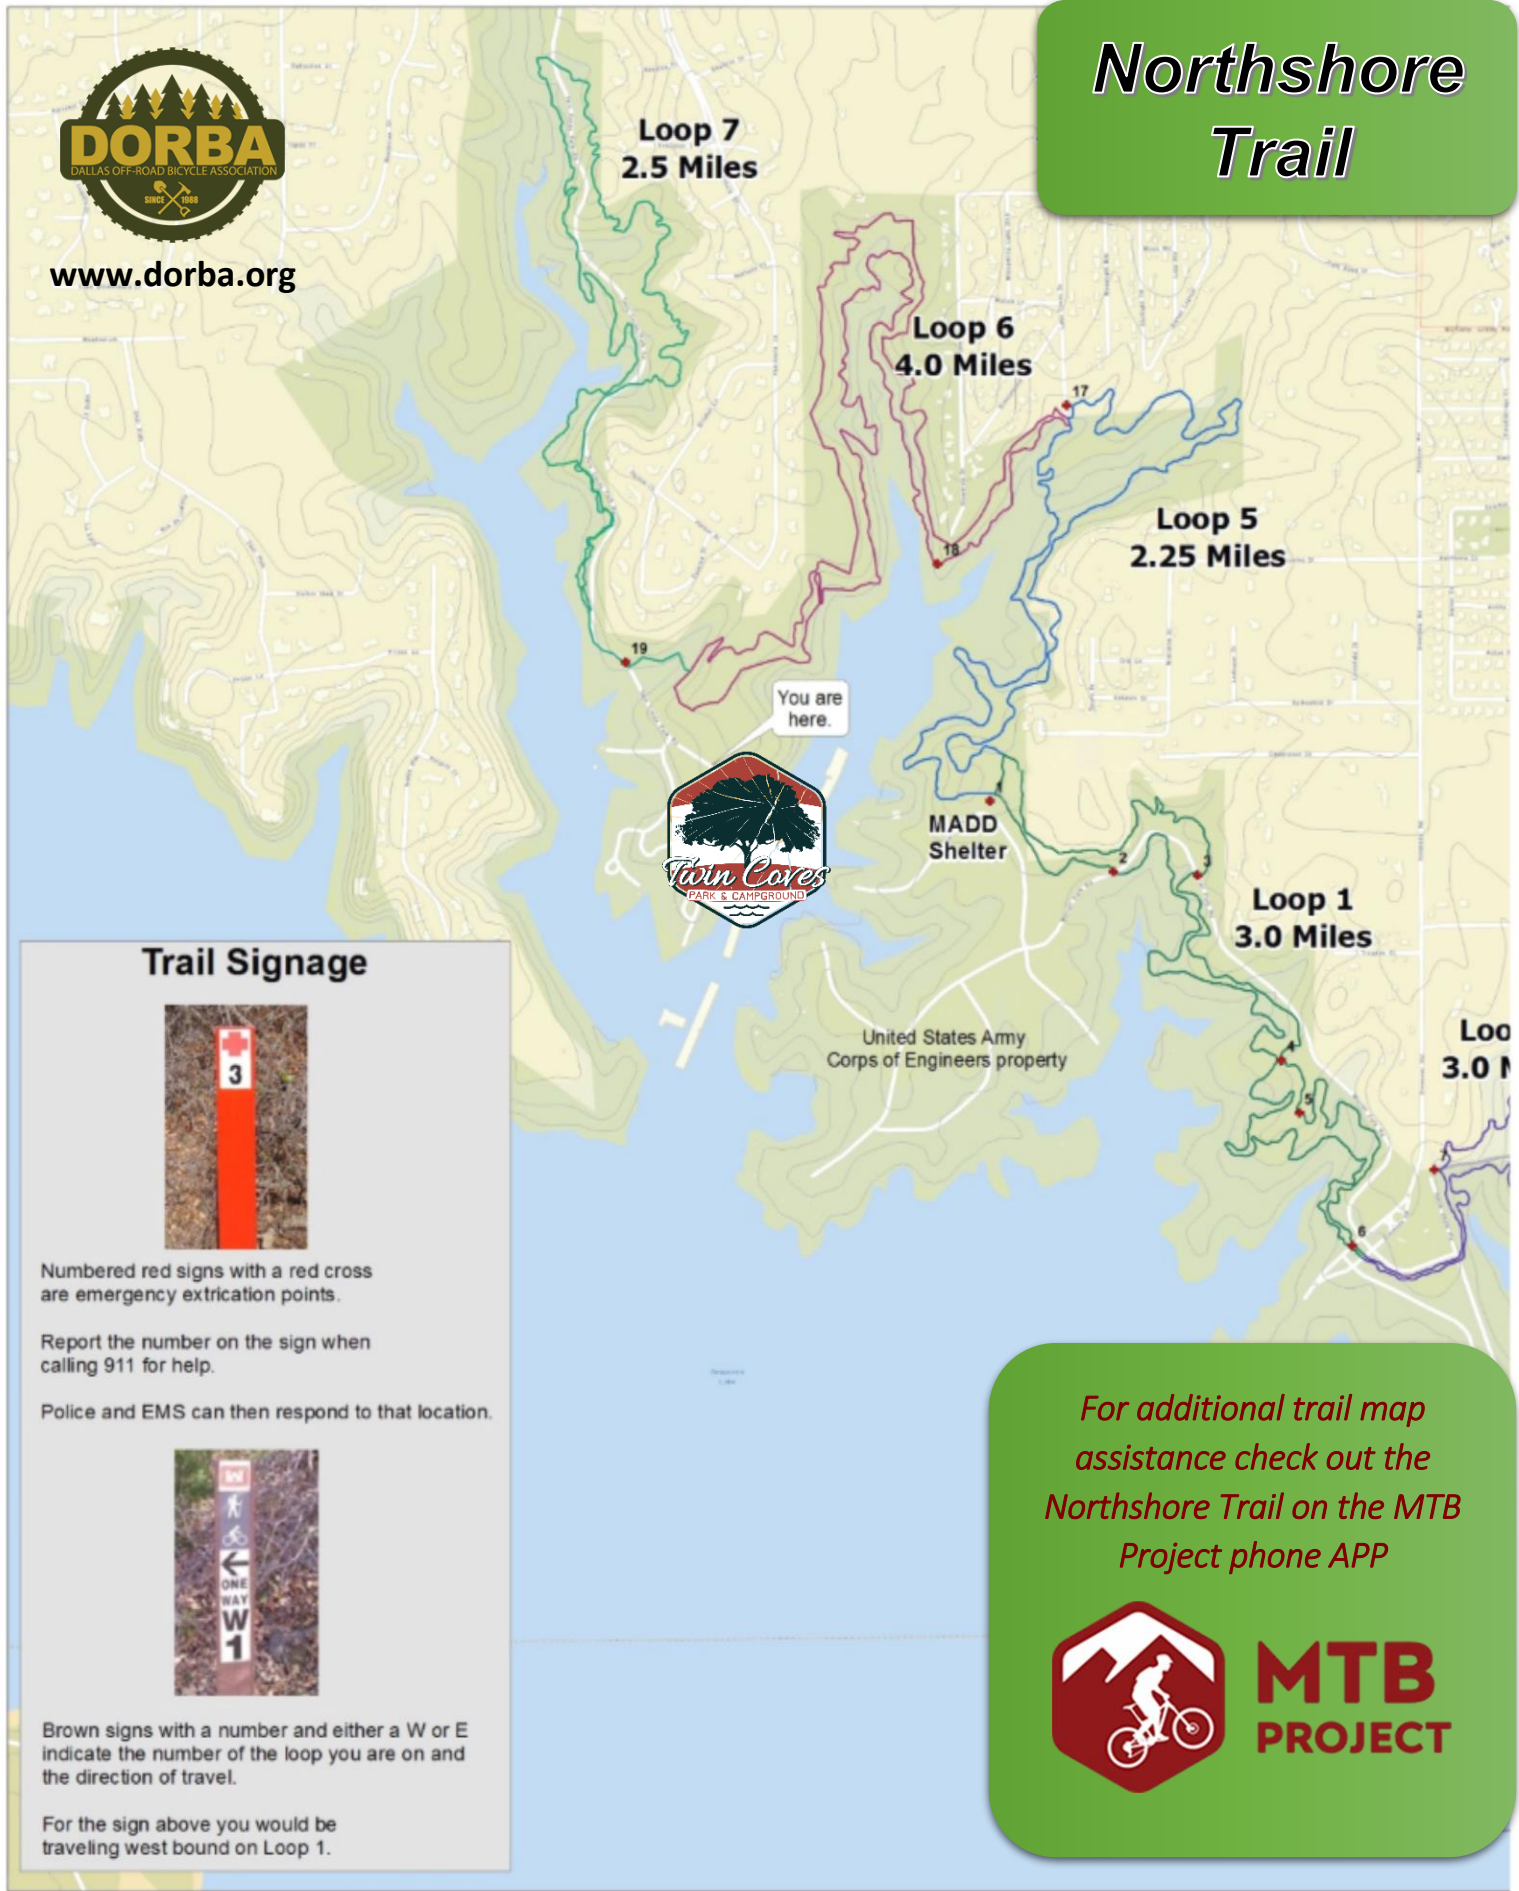 Northshore
Trail
DORBA
DALLAS OFF-ROAD BICYCLE ASSOCIATION
SINCE 1988
www.dorba.org
Loop 7
2.5 Miles
Loop 6
4.0 Miles
17
Loop 5
2.25 Miles
18
19
You are
here.
Twin Coves
PARK & CAMPGROUND
1
MADD
Shelter
2
3
Loop 1
3.0 Miles
United States Army
Corps of Engineers property
Loo
3.0 M
4
5
7
6
Trail Signage
3
Numbered red signs with a red cross
are emergency extrication points.
Report the number on the sign when
calling 911 for help.
Police and EMS can then respond to that location.
W
ONE
WAY
W
1
Brown signs with a number and either a W or E
indicate the number of the loop you are on and
the direction of travel.
For the sign above you would be
traveling west bound on Loop 1.
For additional trail map
assistance check out the
Northshore Trail on the MTB
Project phone APP
MTB
PROJECT